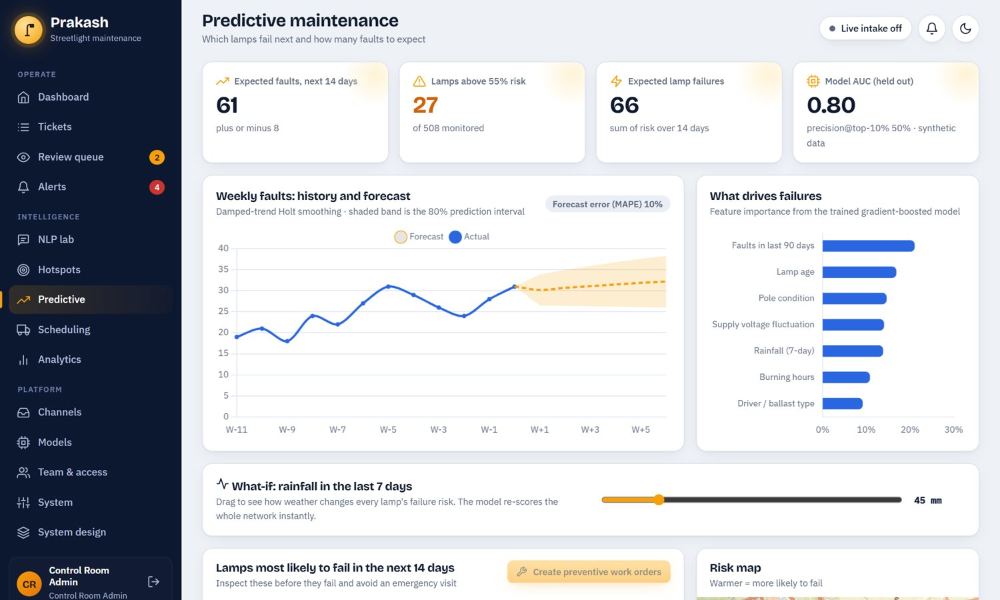 Prakash
Streetlight maintenance
OPERATE
Dashboard
Tickets
Review queue 2
Alerts 4
INTELLIGENCE
NLP lab
Hotspots
Predictive
Scheduling
Analytics
PLATFORM
Channels
Models
Team & access
System
System design
CR
Control Room
Admin
Control Room Admin
Predictive maintenance
Which lamps fail next and how many faults to expect
Live intake off
Expected faults, next 14 days
61
plus or minus 8
Lamps above 55% risk
27
of 508 monitored
Expected lamp failures
66
sum of risk over 14 days
Model AUC (held out)
0.80
precision@top-10% 50% · synthetic
data
Weekly faults: history and forecast
Damped-trend Holt smoothing · shaded band is the 80% prediction interval
Forecast error (MAPE) 10%
Forecast Actual
40
35
30
25
20
15
10
5
0
W-11 W-9 W-7 W-5 W-3 W-1 W+1 W+3 W+5
What drives failures
Feature importance from the trained gradient-boosted model
Faults in last 90 days
Lamp age
Pole condition
Supply voltage fluctuation
Rainfall (7-day)
Burning hours
Driver / ballast type
0% 10% 20% 30%
What-if: rainfall in the last 7 days
Drag to see how weather changes every lamp's failure risk. The model re-scores the
whole network instantly.
45 mm
Lamps most likely to fail in the next 14 days
Inspect these before they fail and avoid an emergency visit
Create preventive work orders
Risk map
Warmer = more likely to fail